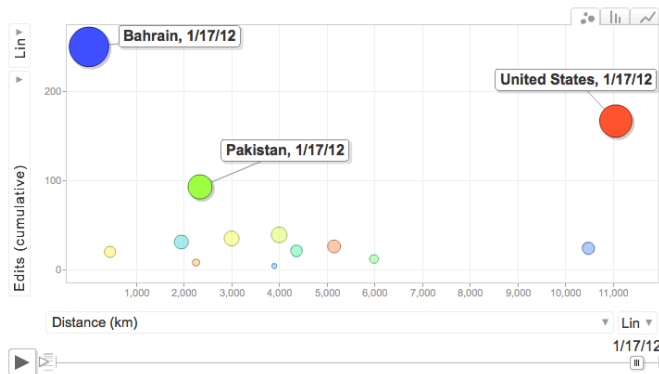 Lin
Bahrain, 1/17/12
United States, 1/17/12
Pakistan, 1/17/12
Edits (cumulative)
200
100
0
1,000 2,000 3,000 4,000 5,000 6,000 7,000 8,000 9,000 10,000 11,000
Distance (km)
Lin
1/17/12